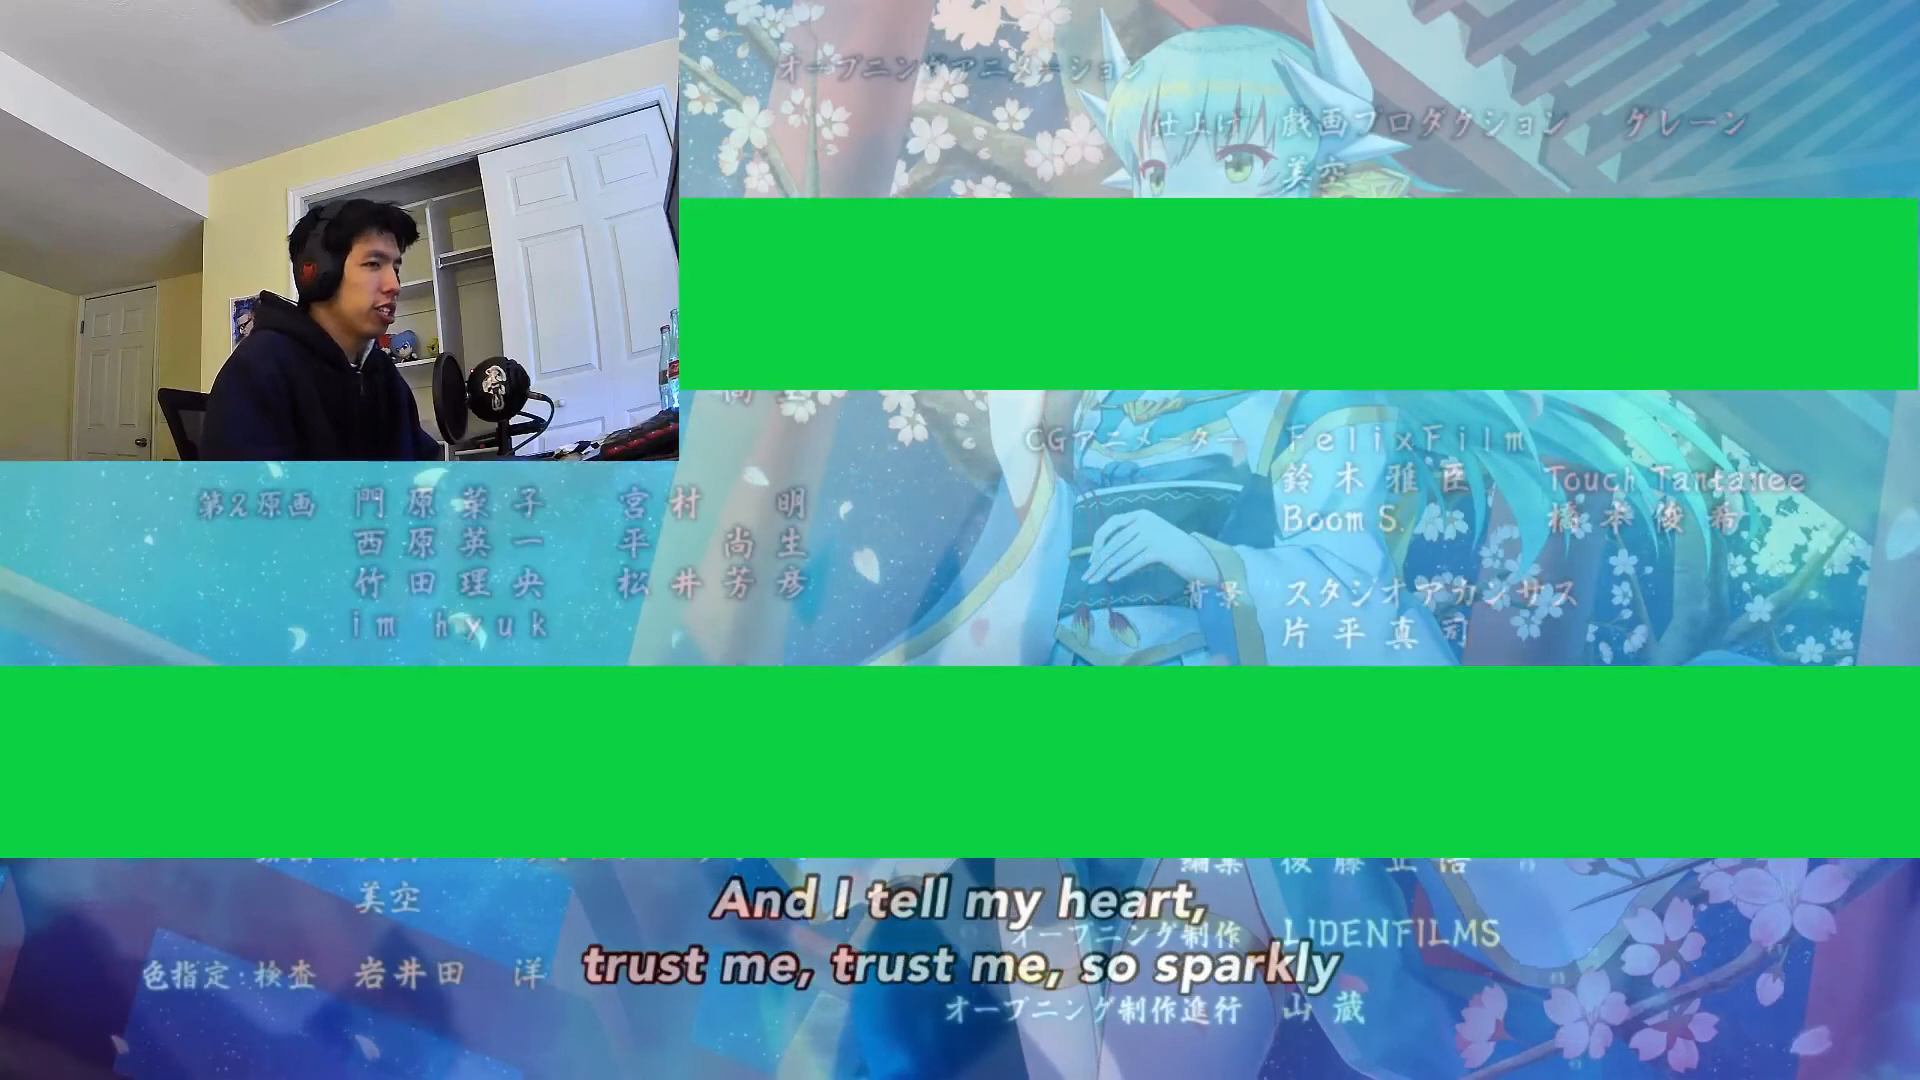 オープニングアニメーション
仕上げ 戯画プロダクション グレーン
美空
CGアニメーター FelixFilm
鈴木雅臣 Touch Tantanee
Boom S. 橋本俊希
背景 スタジオアカンサス
片平真司
第2原画 門原茉子 宮村 明
西原英一 平 尚生
竹田理央 松井芳彦
im hyuk
編集 後藤正浩
美空
And I tell my heart,
trust me, trust me, so sparkly
オープニング制作 LIDENFILMS
色指定・検査 岩井田 洋
オープニング制作進行 山蔵